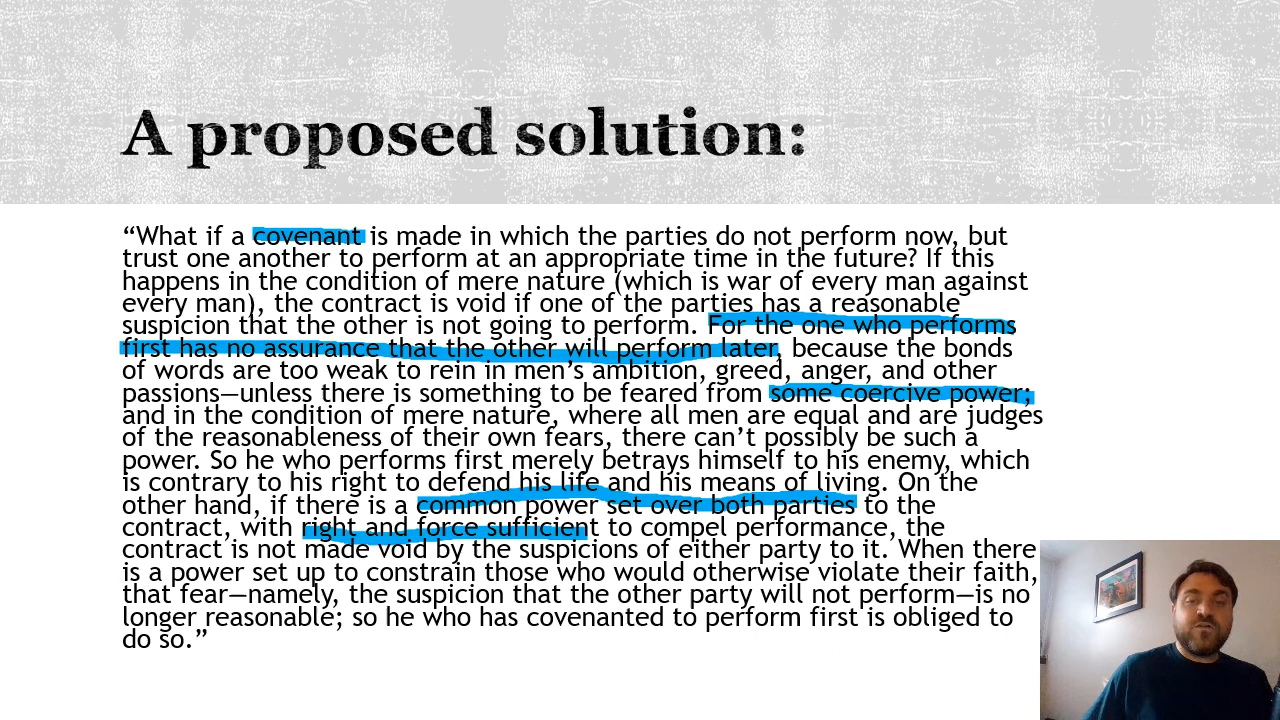 A proposed solution:
“What if a covenant is made in which the parties do not perform now, but
trust one another to perform at an appropriate time in the future? If this
happens in the condition of mere nature (which is war of every man against
every man), the contract is void if one of the parties has a reasonable
suspicion that the other is not going to perform. For the one who performs
first has no assurance that the other will perform later, because the bonds
of words are too weak to rein in men’s ambition, greed, anger, and other
passions—unless there is something to be feared from some coercive power;
and in the condition of mere nature, where all men are equal and are judges
of the reasonableness of their own fears, there can’t possibly be such a
power. So he who performs first merely betrays himself to his enemy, which
is contrary to his right to defend his life and his means of living. On the
other hand, if there is a common power set over both parties to the
contract, with right and force sufficient to compel performance, the
contract is not made void by the suspicions of either party to it. When there
is a power set up to constrain those who would otherwise violate their faith,
that fear—namely, the suspicion that the other party will not perform—is no
longer reasonable; so he who has covenanted to perform first is obliged to
do so.”